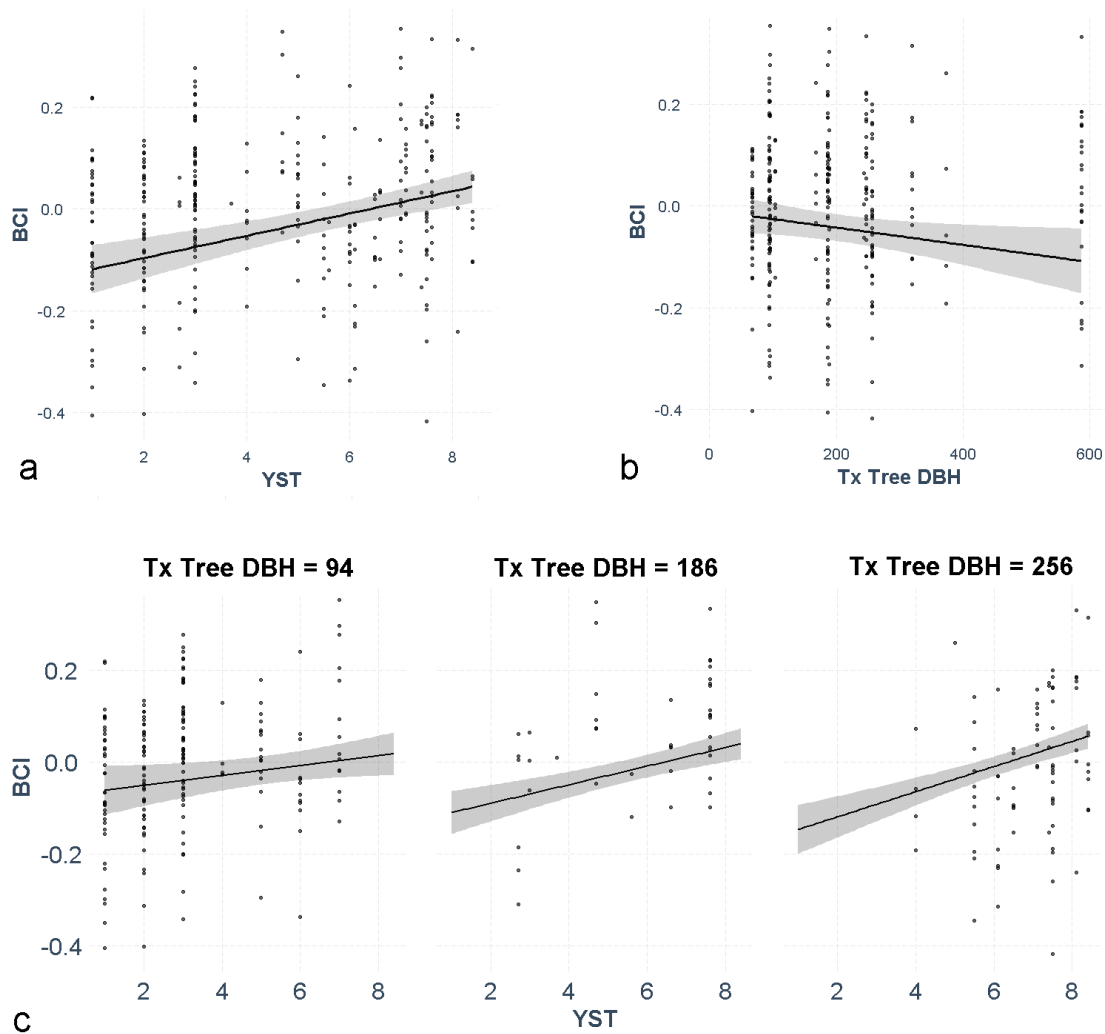 0.2
0.0
-0.2
-0.4
BCI
2
4
6
8
YST
a
0.2
0.0
-0.2
-0.4
BCI
0
200
400
600
Tx Tree DBH
b
Tx Tree DBH = 94
Tx Tree DBH = 186
Tx Tree DBH = 256
0.2
0.0
-0.2
-0.4
BCI
2
4
6
8
2
4
6
8
2
4
6
8
YST
c